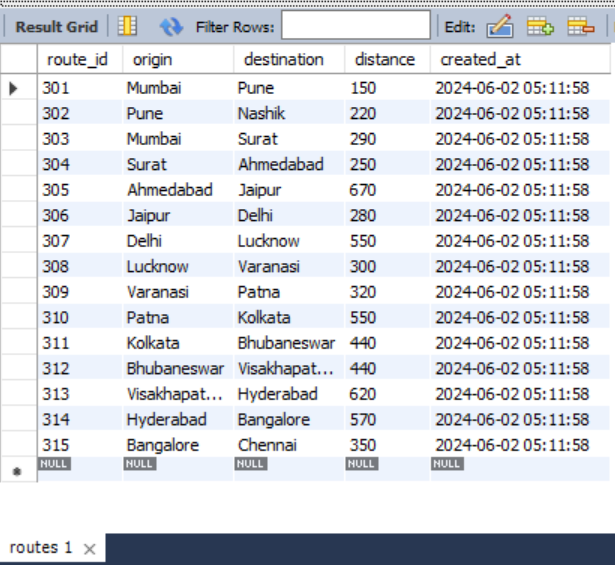 Result Grid Filter Rows: Edit:
route_id origin destination distance created_at
301 Mumbai Pune 150 2024-06-02 05:11:58
302 Pune Nashik 220 2024-06-02 05:11:58
303 Mumbai Surat 290 2024-06-02 05:11:58
304 Surat Ahmedabad 250 2024-06-02 05:11:58
305 Ahmedabad Jaipur 670 2024-06-02 05:11:58
306 Jaipur Delhi 280 2024-06-02 05:11:58
307 Delhi Lucknow 550 2024-06-02 05:11:58
308 Lucknow Varanasi 300 2024-06-02 05:11:58
309 Varanasi Patna 320 2024-06-02 05:11:58
310 Patna Kolkata 550 2024-06-02 05:11:58
311 Kolkata Bhubaneswar 440 2024-06-02 05:11:58
312 Bhubaneswar Visakhapat... 440 2024-06-02 05:11:58
313 Visakhapat... Hyderabad 620 2024-06-02 05:11:58
314 Hyderabad Bangalore 570 2024-06-02 05:11:58
315 Bangalore Chennai 350 2024-06-02 05:11:58
NULL NULL NULL NULL NULL
routes 1